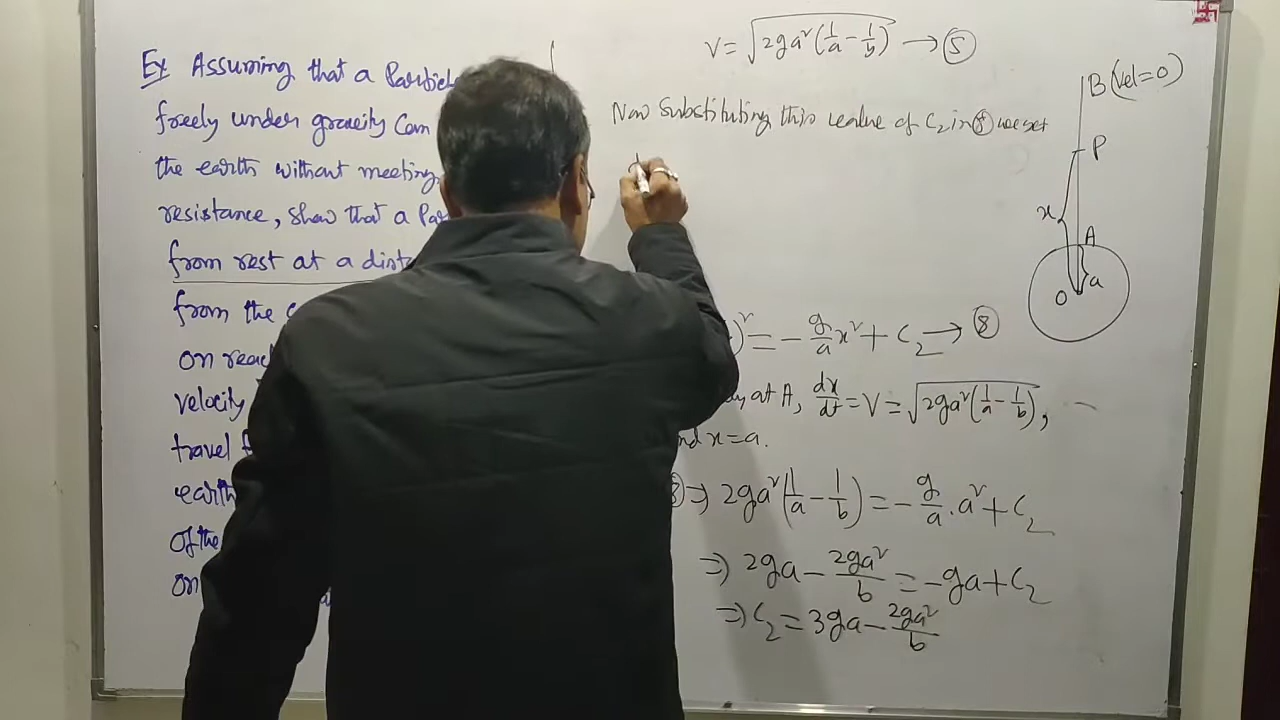 Ex Assuming that a Particle
freely under gravity Can
the earth without meeting
resistance, show that a Par
from rest at a dista
from the
on reac
velocity
travel
earth
Of the
on
V = √(2ga²(1/a − 1/b)) → ⑤
Now Substituting this value of C₂ in ⑧ we get
)² = − g/a x² + C₂ → ⑧
at A, dx/dt = V = √(2ga²(1/a − 1/b)),
and x = a.
⑧ ⇒ 2ga²(1/a − 1/b) = − g/a . a² + C₂
⇒ 2ga − 2ga²/b = − ga + C₂
⇒ C₂ = 3ga − 2ga²/b
B (vel = 0)
P
x
A
O
a